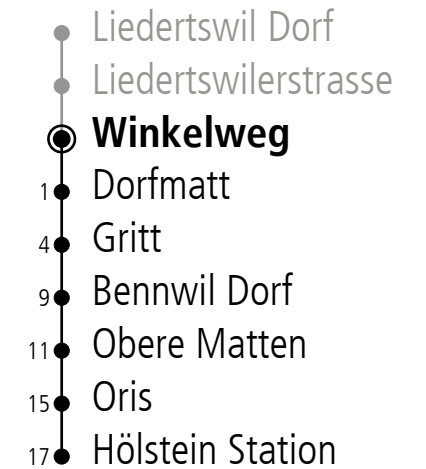 Liedertswil Dorf
Liedertswilerstrasse
Winkelweg
1 Dorfmatt
4 Gritt
9 Bennwil Dorf
11 Obere Matten
15 Oris
17 Hölstein Station